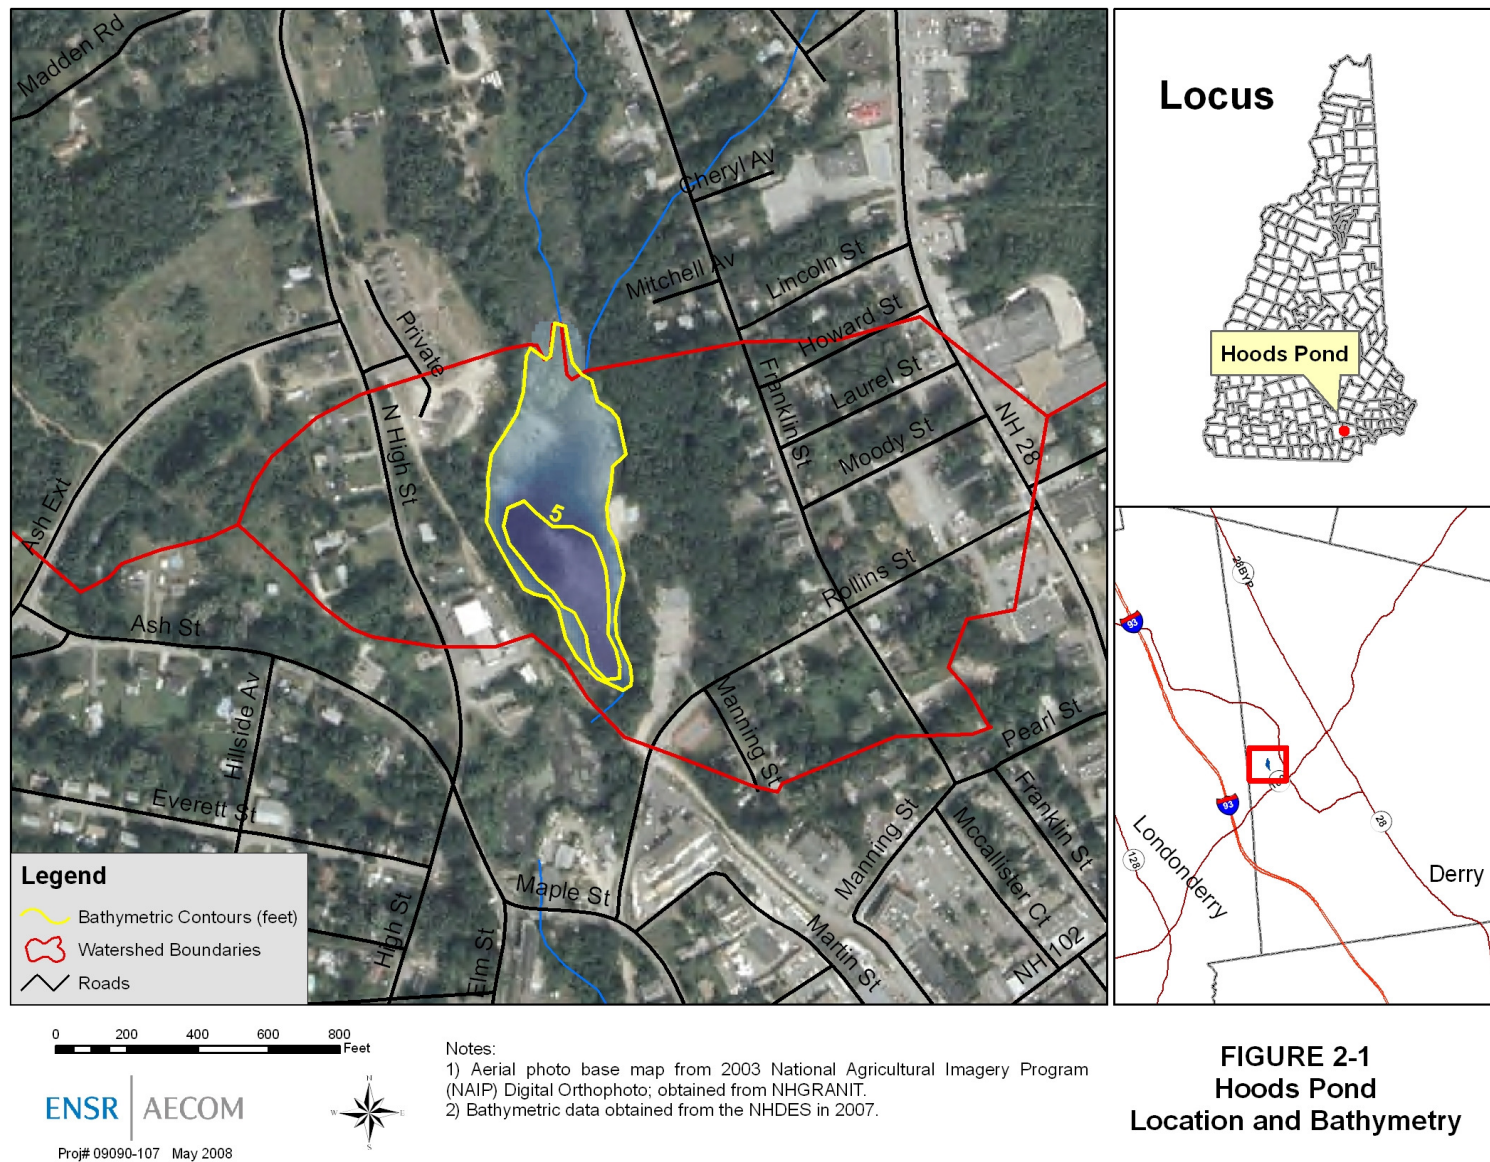 Madden Rd
Cheryl Av
Mitchell Av
Lincoln St
Howard St
Private
Franklin St
Laurel St
Moody St
NH 28
N High St
Ash Ext
5
Rollins St
Ash St
Hillside Av
Manning St
Pearl St
Everett St
Franklin St
Manning St
Mccallister Ct
Maple St
High St
Elm St
Martin St
NH 102
Legend
Bathymetric Contours (feet)
Watershed Boundaries
Roads
Locus
Hoods Pond
28BYP
93
93
28
128
Londonderry
Derry
0 200 400 600 800
Feet
ENSR AECOM
Proj# 09090-107 May 2008
N
W E
S
Notes:
1) Aerial photo base map from 2003 National Agricultural Imagery Program
(NAIP) Digital Orthophoto; obtained from NHGRANIT.
2) Bathymetric data obtained from the NHDES in 2007.
FIGURE 2-1
Hoods Pond
Location and Bathymetry